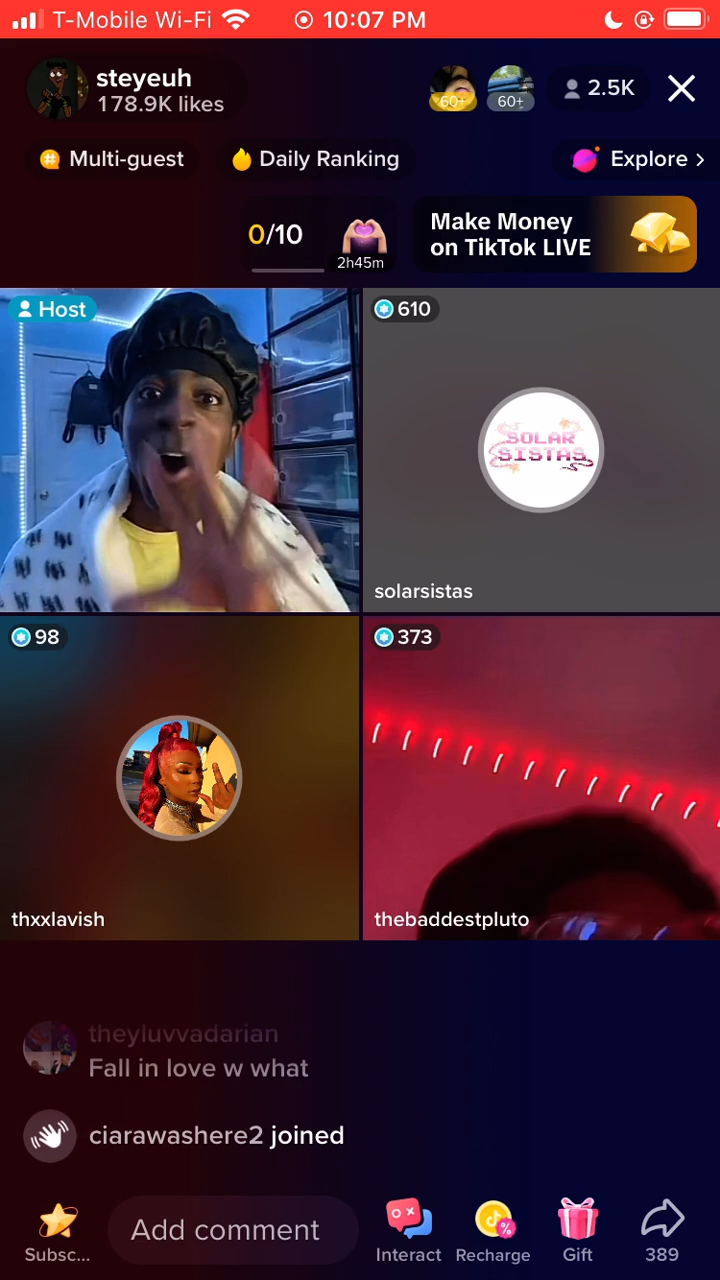 T-Mobile Wi-Fi 10:07 PM
steyeuh
178.9K likes
60+
60+
2.5K
Multi-guest
Daily Ranking
Explore >
0/10
2h45m
Make Money
on TikTok LIVE
Host
610
SOLAR
SISTAS
solarsistas
98
373
thxxlavish
thebaddestpluto
theyluvvadarian
Fall in love w what
ciarawashere2 joined
Add comment
Subsc...
Interact
Recharge
Gift
389